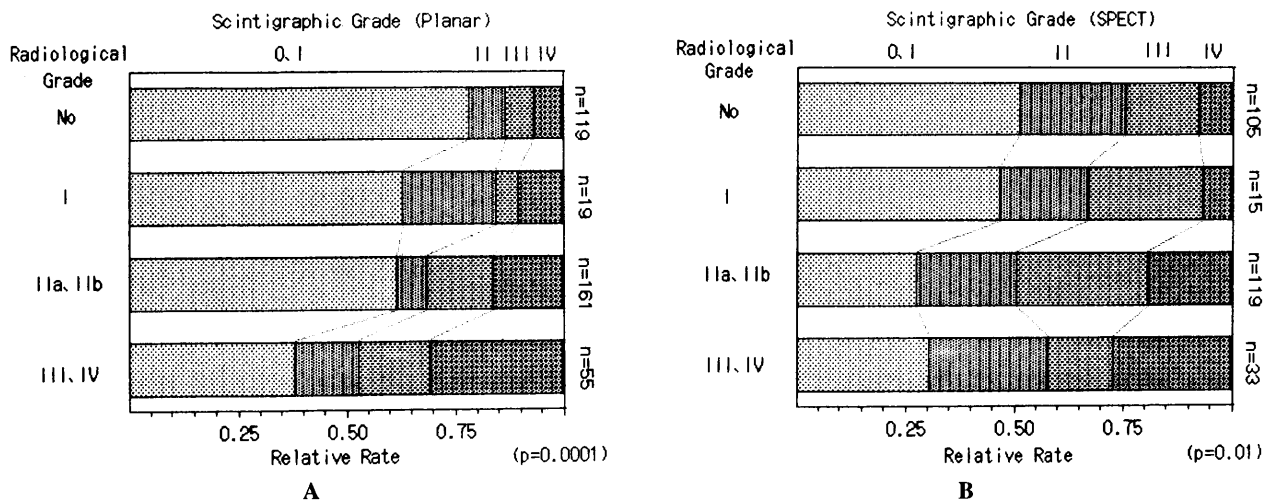 Scintigraphic Grade (Planar)
Radiological Grade
0、I II III IV
No n=119
I n=19
IIa、IIb n=161
III、IV n=55
0.25 0.50 0.75
Relative Rate (p=0.0001)
A
Scintigraphic Grade (SPECT)
Radiological Grade
0、I II III IV
No n=105
I n=15
IIa、IIb n=119
III、IV n=33
0.25 0.50 0.75
Relative Rate (p=0.01)
B